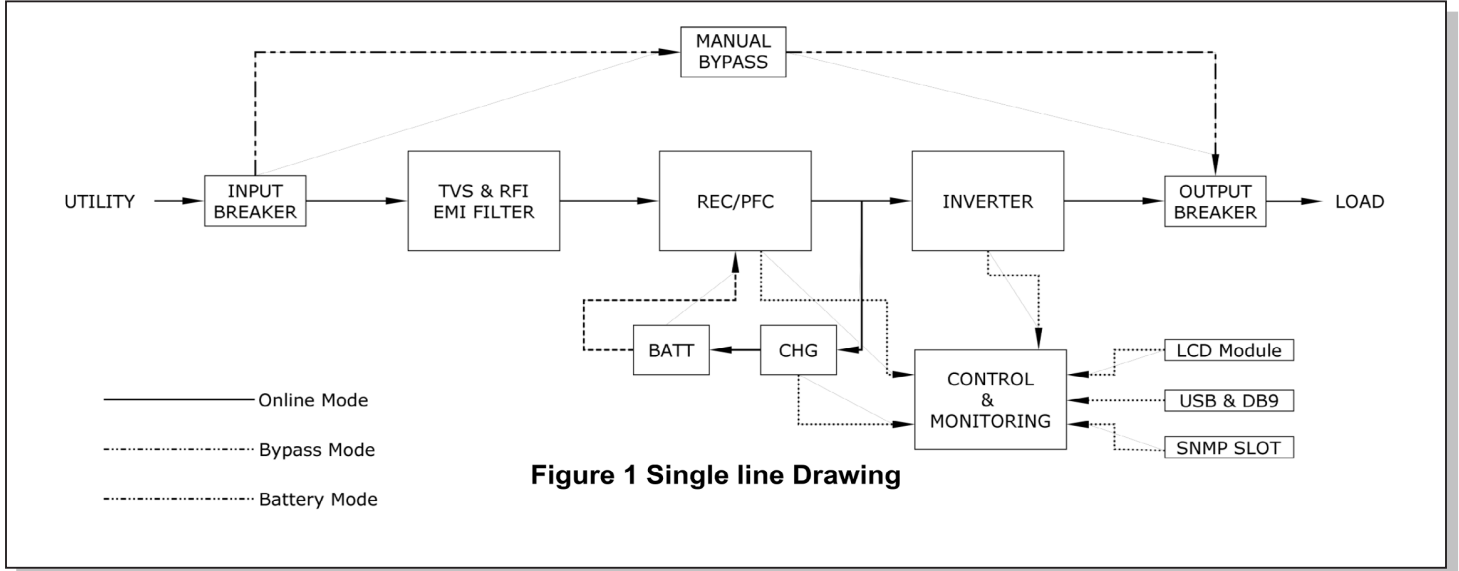 MANUAL
BYPASS
UTILITY
INPUT
BREAKER
TVS & RFI
EMI FILTER
REC/PFC
INVERTER
OUTPUT
BREAKER
LOAD
BATT
CHG
CONTROL
&
MONITORING
LCD Module
USB & DB9
SNMP SLOT
Online Mode
Bypass Mode
Battery Mode
Figure 1 Single line Drawing